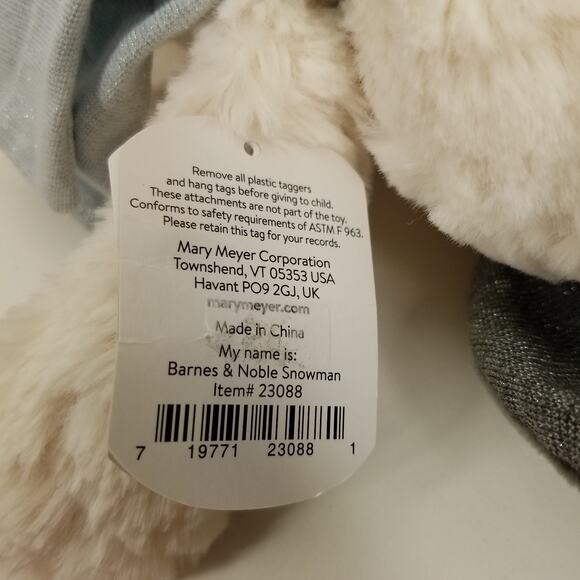 Remove all plastic taggers
and hang tags before giving to child.
These attachments are not part of the toy.
Conforms to safety requirements of ASTM F 963.
Please retain this tag for your records.
Mary Meyer Corporation
Townshend, VT 05353 USA
Havant PO9 2GJ, UK
marymeyer.com
Made in China
My name is:
Barnes & Noble Snowman
Item# 23088
7 19771 23088 1